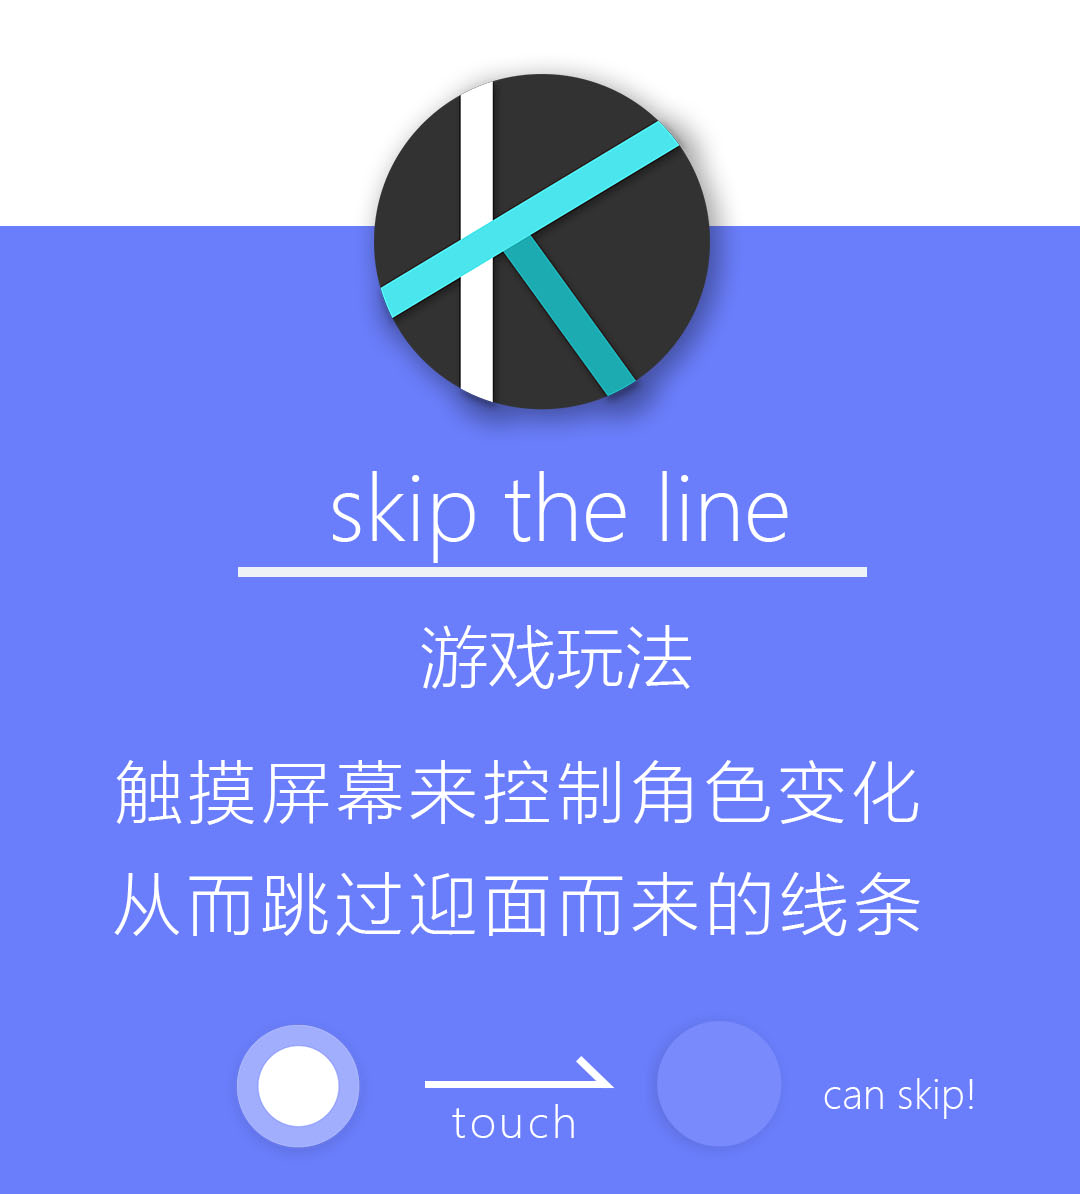 skip the line
游戏玩法
触摸屏幕来控制角色变化
从而跳过迎面而来的线条
touch
can skip!